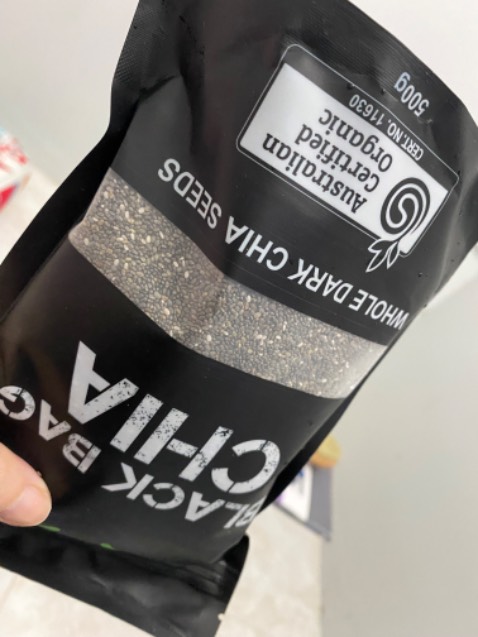 BLACK BAG
CHIA
WHOLE DARK CHIA SEEDS
Australian
Certified
Organic
CERT. NO. 11630
500g